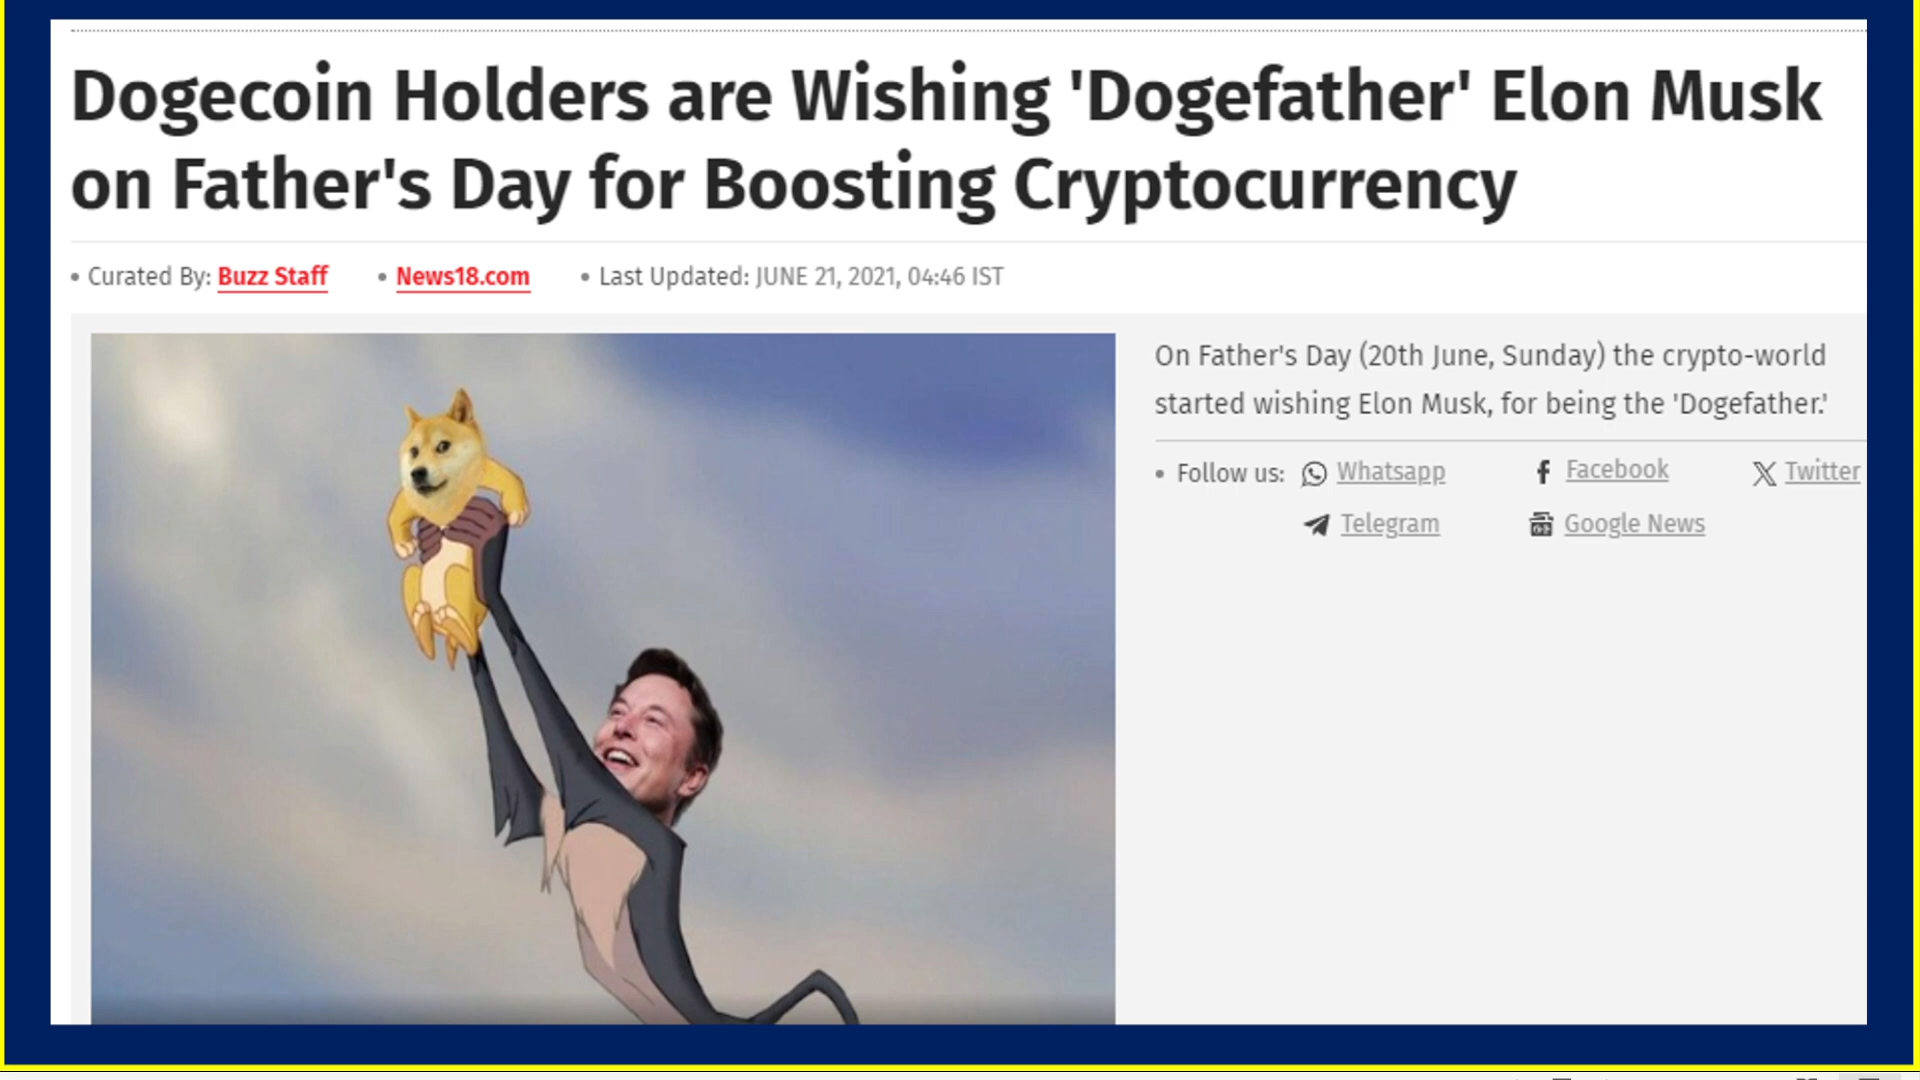 Dogecoin Holders are Wishing 'Dogefather' Elon Musk
on Father's Day for Boosting Cryptocurrency
• Curated By: Buzz Staff • News18.com • Last Updated: JUNE 21, 2021, 04:46 IST
On Father's Day (20th June, Sunday) the crypto-world
started wishing Elon Musk, for being the 'Dogefather.'
• Follow us: Whatsapp Facebook Twitter
Telegram Google News